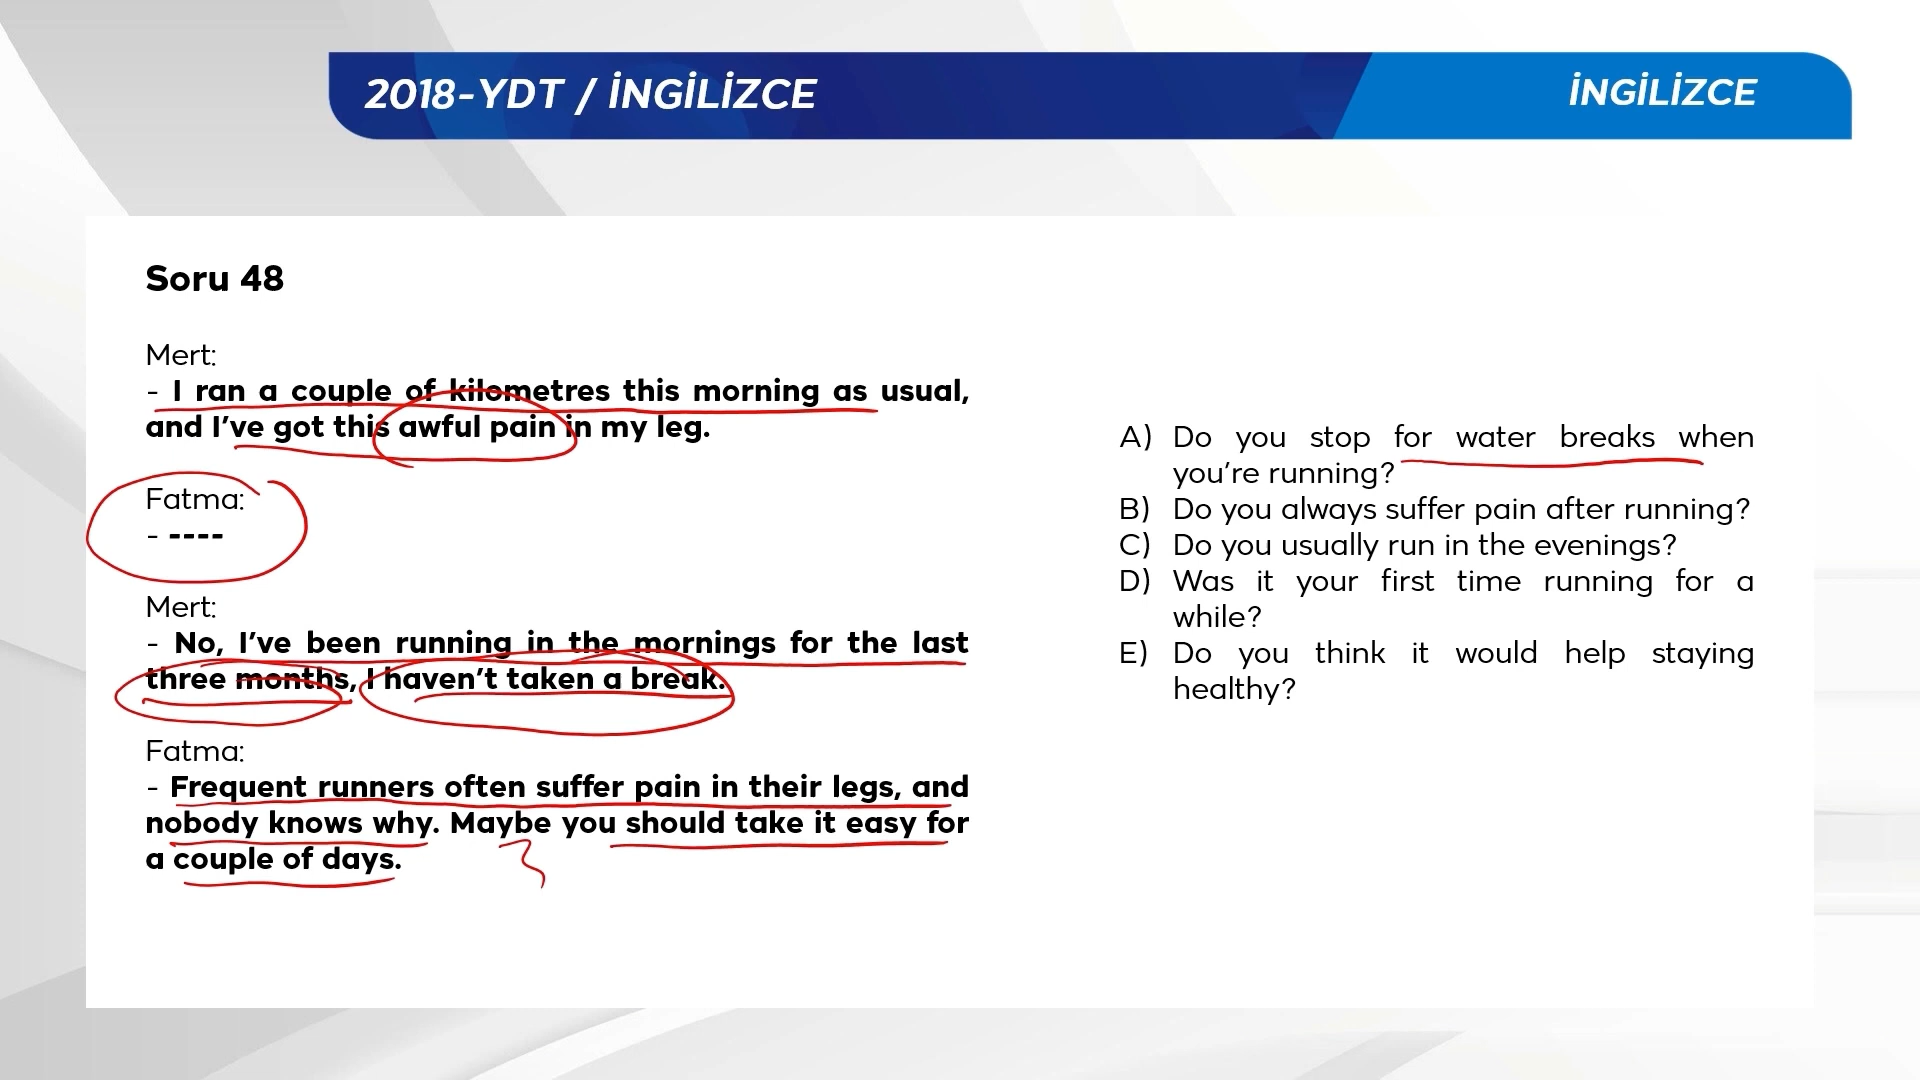 2018-YDT / İNGİLİZCE
İNGİLİZCE
Soru 48
Mert:
- I ran a couple of kilometres this morning as usual,
and I've got this awful pain in my leg.
Fatma:
- ----
Mert:
- No, I've been running in the mornings for the last
three months, I haven't taken a break.
Fatma:
- Frequent runners often suffer pain in their legs, and
nobody knows why. Maybe you should take it easy for
a couple of days.
A) Do you stop for water breaks when
you're running?
B) Do you always suffer pain after running?
C) Do you usually run in the evenings?
D) Was it your first time running for a
while?
E) Do you think it would help staying
healthy?